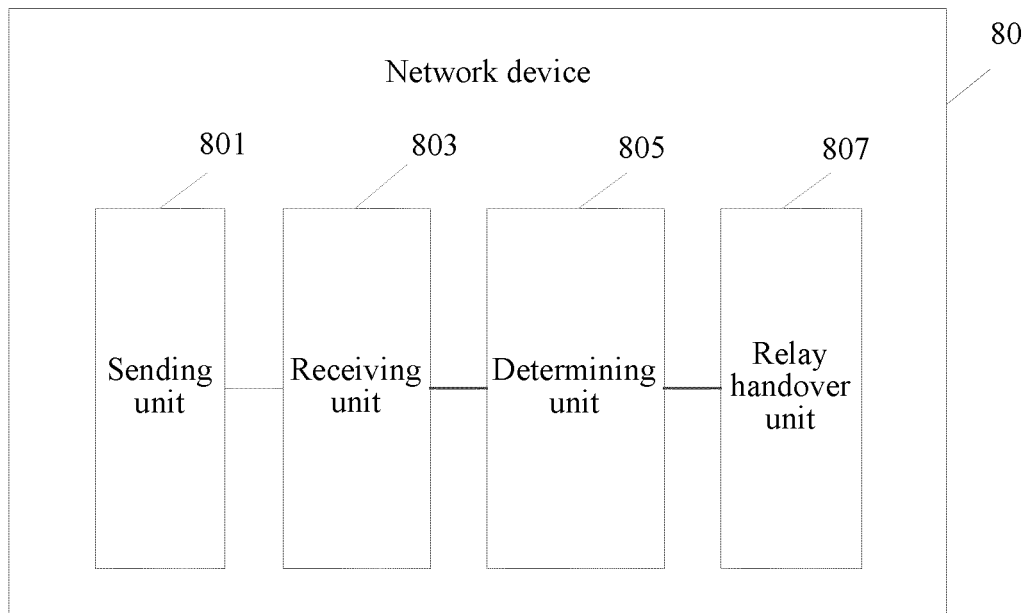 80
Network device
801
803
805
807
Sending
unit
Receiving
unit
Determining
unit
Relay
handover
unit